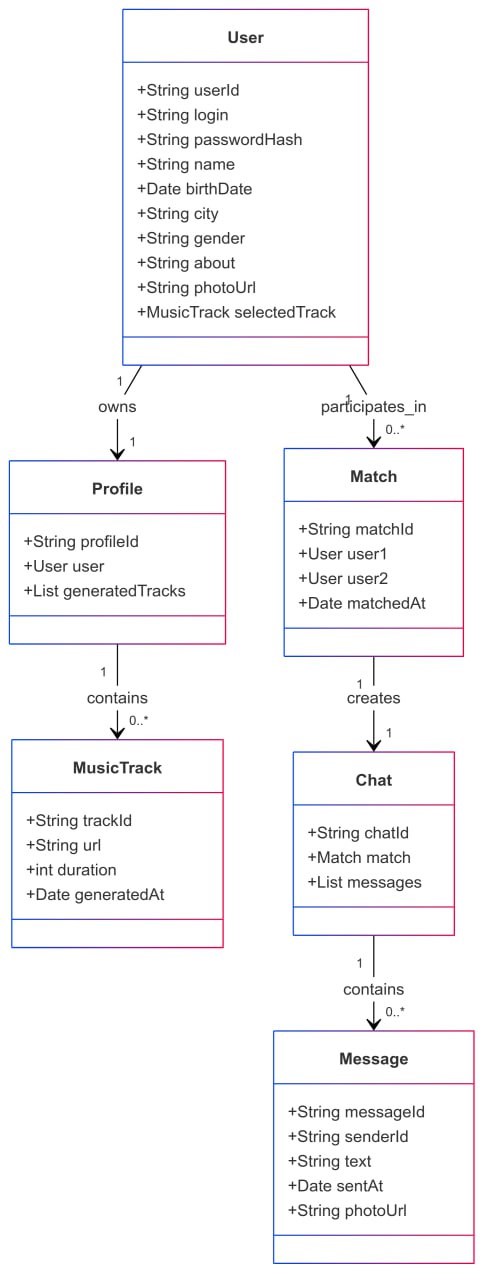 User
+String userId
+String login
+String passwordHash
+String name
+Date birthDate
+String city
+String gender
+String about
+String photoUrl
+MusicTrack selectedTrack
1
owns
1
1
participates_in
0..*
Profile
+String profileId
+User user
+List generatedTracks
Match
+String matchId
+User user1
+User user2
+Date matchedAt
1
contains
0..*
1
creates
1
MusicTrack
+String trackId
+String url
+int duration
+Date generatedAt
Chat
+String chatId
+Match match
+List messages
1
contains
0..*
Message
+String messageId
+String senderId
+String text
+Date sentAt
+String photoUrl